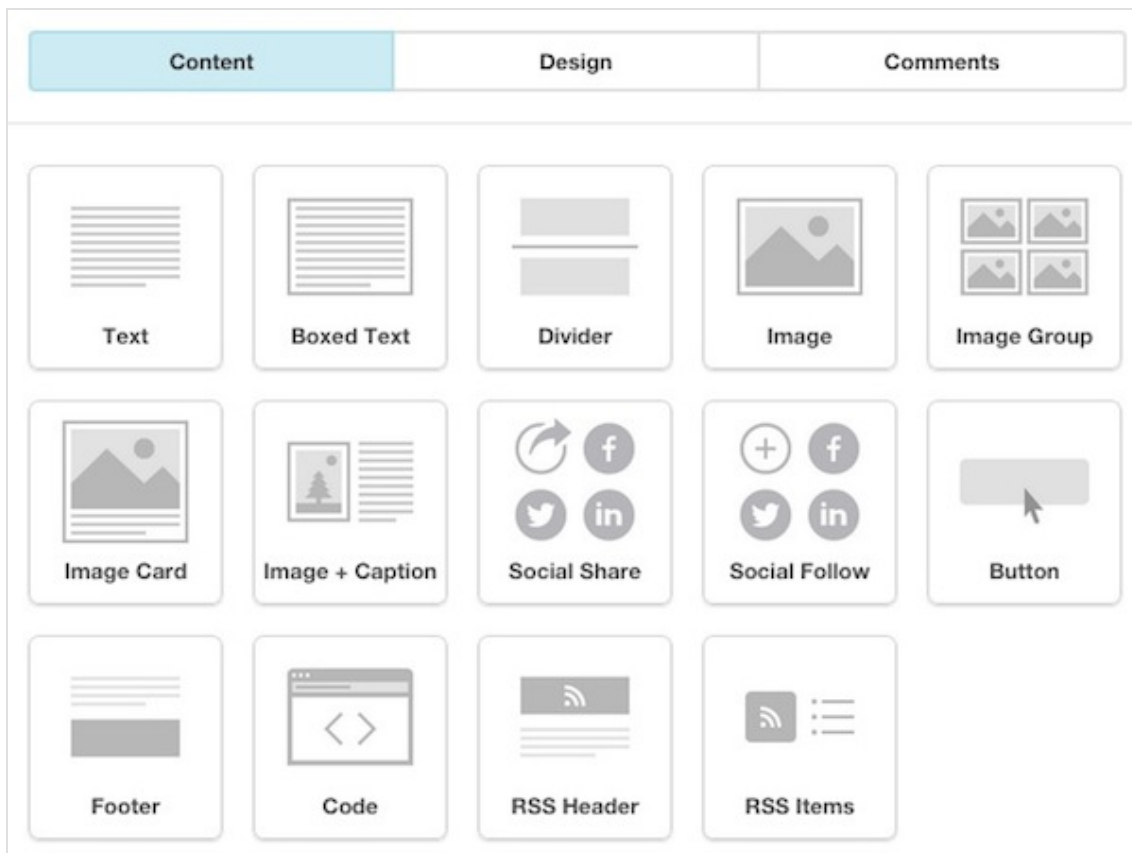 Content Design Comments
Text Boxed Text Divider Image Image Group
Image Card Image + Caption Social Share Social Follow Button
Footer Code RSS Header RSS Items